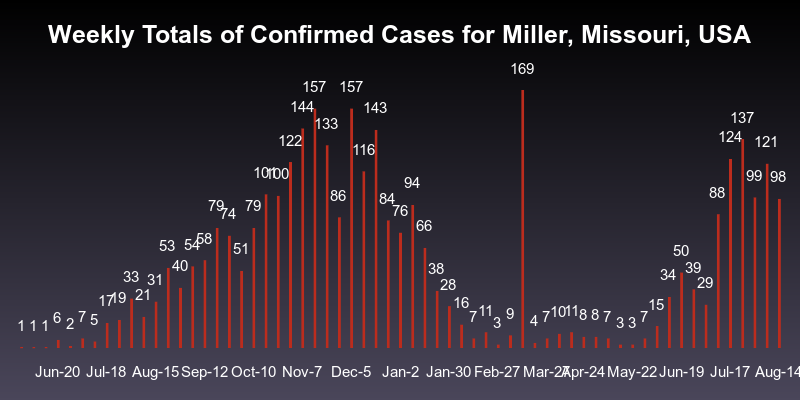 Weekly Totals of Confirmed Cases for Miller, Missouri, USA
1 1 1 6 2 7 5 17 19 33 21 31 53 40 54 58 79 74 51 79 101 100 122 144 157 133 86 157 116 143 84 76 94 66 38 28 16 7 11 3 9 169 4 7 10 11 8 8 7 3 3 7 15 34 50 39 29 88 124 137 99 121 98
Jun-20 Jul-18 Aug-15 Sep-12 Oct-10 Nov-7 Dec-5 Jan-2 Jan-30 Feb-27 Mar-27 Apr-24 May-22 Jun-19 Jul-17 Aug-14